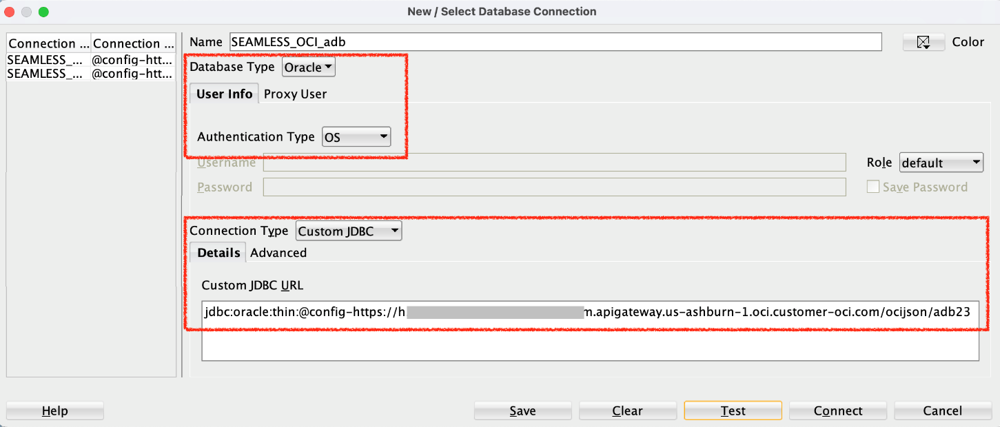 New / Select Database Connection
Connection ... Connection ...
SEAMLESS_... @config-htt...
SEAMLESS_... @config-htt...
Name SEAMLESS_OCI_adb Color
Database Type Oracle
User Info Proxy User
Authentication Type OS
Username Role default
Password Save Password
Connection Type Custom JDBC
Details Advanced
Custom JDBC URL
jdbc:oracle:thin:@config-https://h m.apigateway.us-ashburn-1.oci.customer-oci.com/ocijson/adb23
Help Save Clear Test Connect Cancel